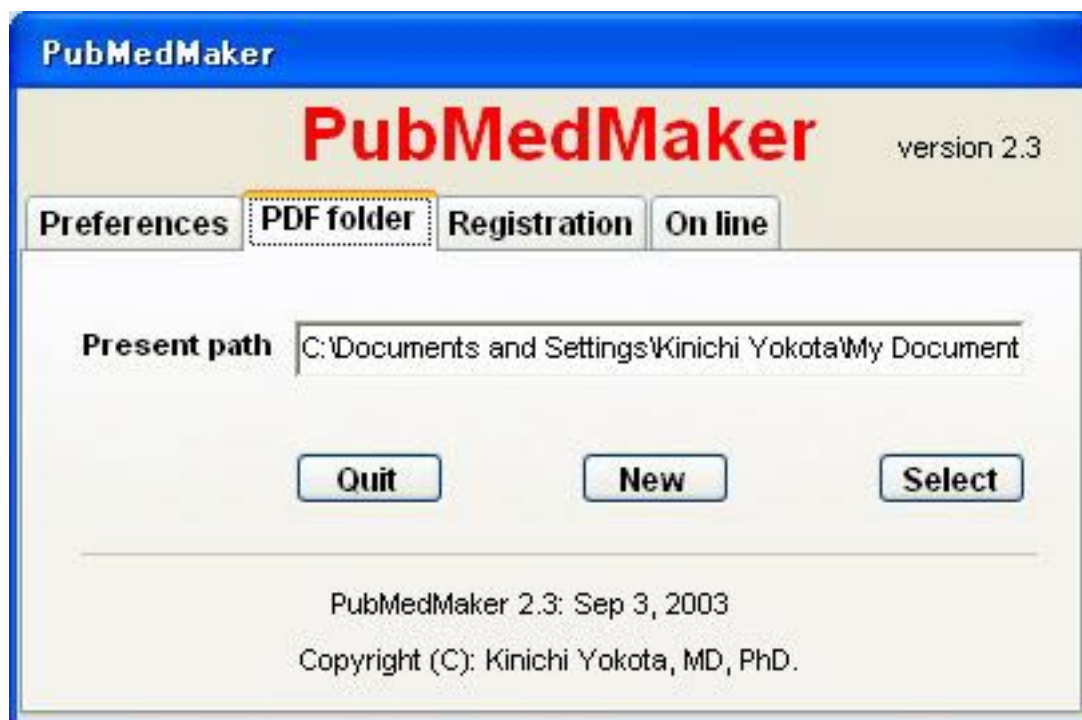 PubMedMaker
PubMedMaker version 2.3
Preferences PDF folder Registration On line
Present path C:\Documents and Settings\Kinichi Yokota\My Document
Quit New Select
PubMedMaker 2.3: Sep 3, 2003
Copyright (C): Kinichi Yokota, MD, PhD.